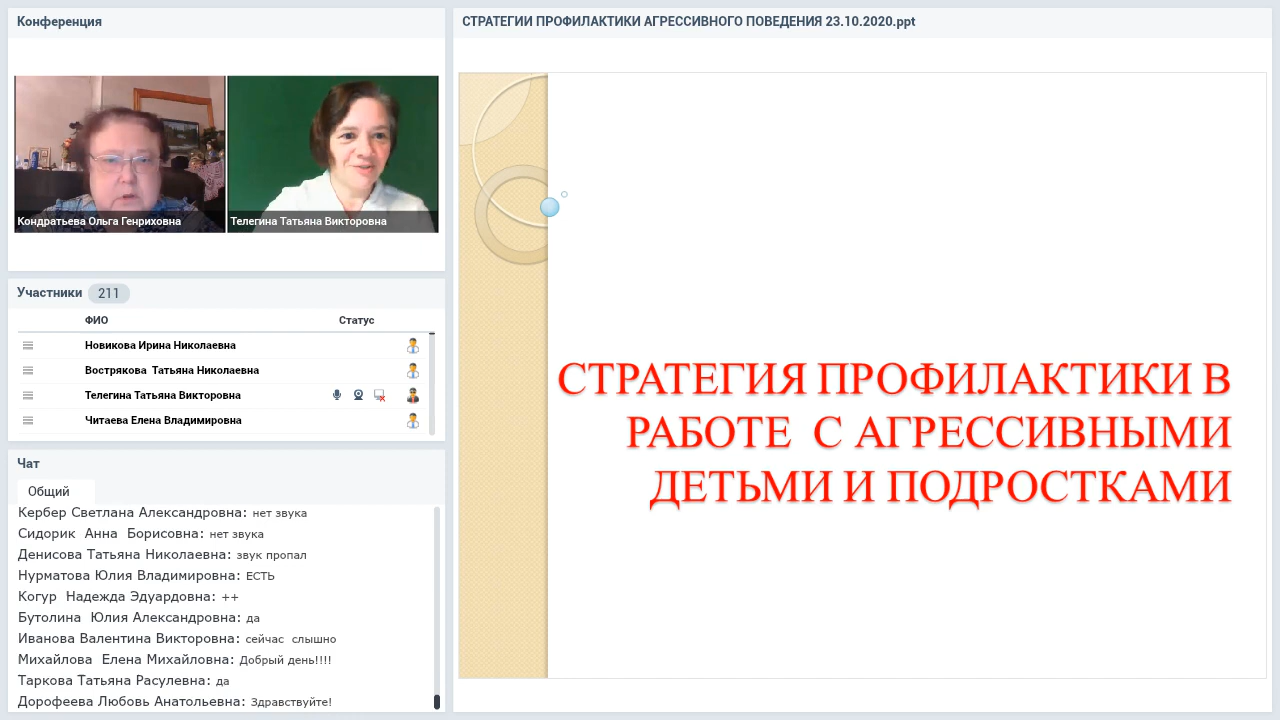 Конференция
Кондратьева Ольга Генриховна
Телегина Татьяна Викторовна
Участники 211
ФИО Статус
Новикова Ирина Николаевна
Вострякова Татьяна Николаевна
Телегина Татьяна Викторовна
Читаева Елена Владимировна
Чат
Общий
Кербер Светлана Александровна: нет звука
Сидорик Анна Борисовна: нет звука
Денисова Татьяна Николаевна: звук пропал
Нурматова Юлия Владимировна: ЕСТЬ
Когур Надежда Эдуардовна: ++
Бутолина Юлия Александровна: да
Иванова Валентина Викторовна: сейчас слышно
Михайлова Елена Михайловна: Добрый день!!!!
Таркова Татьяна Расулевна: да
Дорофеева Любовь Анатольевна: Здравствуйте!
СТРАТЕГИИ ПРОФИЛАКТИКИ АГРЕССИВНОГО ПОВЕДЕНИЯ 23.10.2020.ppt
СТРАТЕГИЯ ПРОФИЛАКТИКИ В
РАБОТЕ С АГРЕССИВНЫМИ
ДЕТЬМИ И ПОДРОСТКАМИ